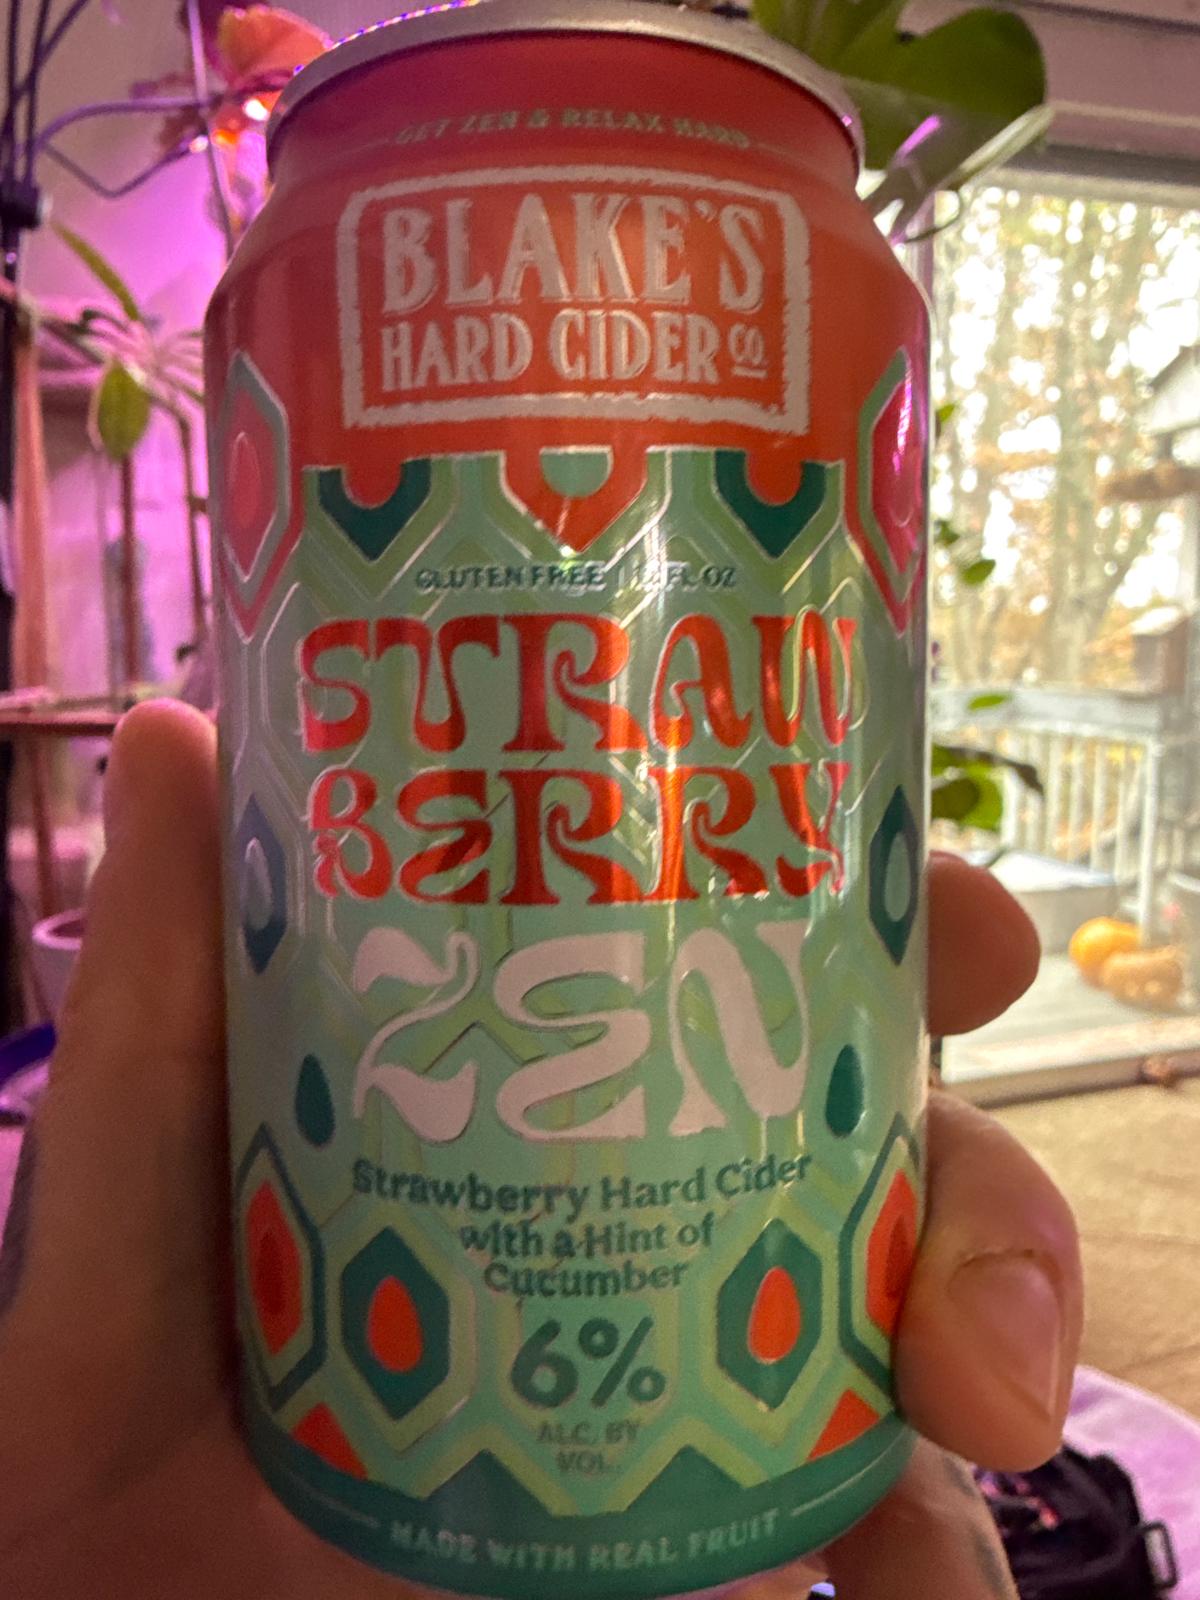 GET ZEN & RELAX HARD
BLAKE'S
HARD CIDER CO.
GLUTEN FREE | 12 FL OZ
STRAW
BERRY
ZEN
Strawberry Hard Cider
with a Hint of
Cucumber
6%
ALC. BY
VOL.
MADE WITH REAL FRUIT